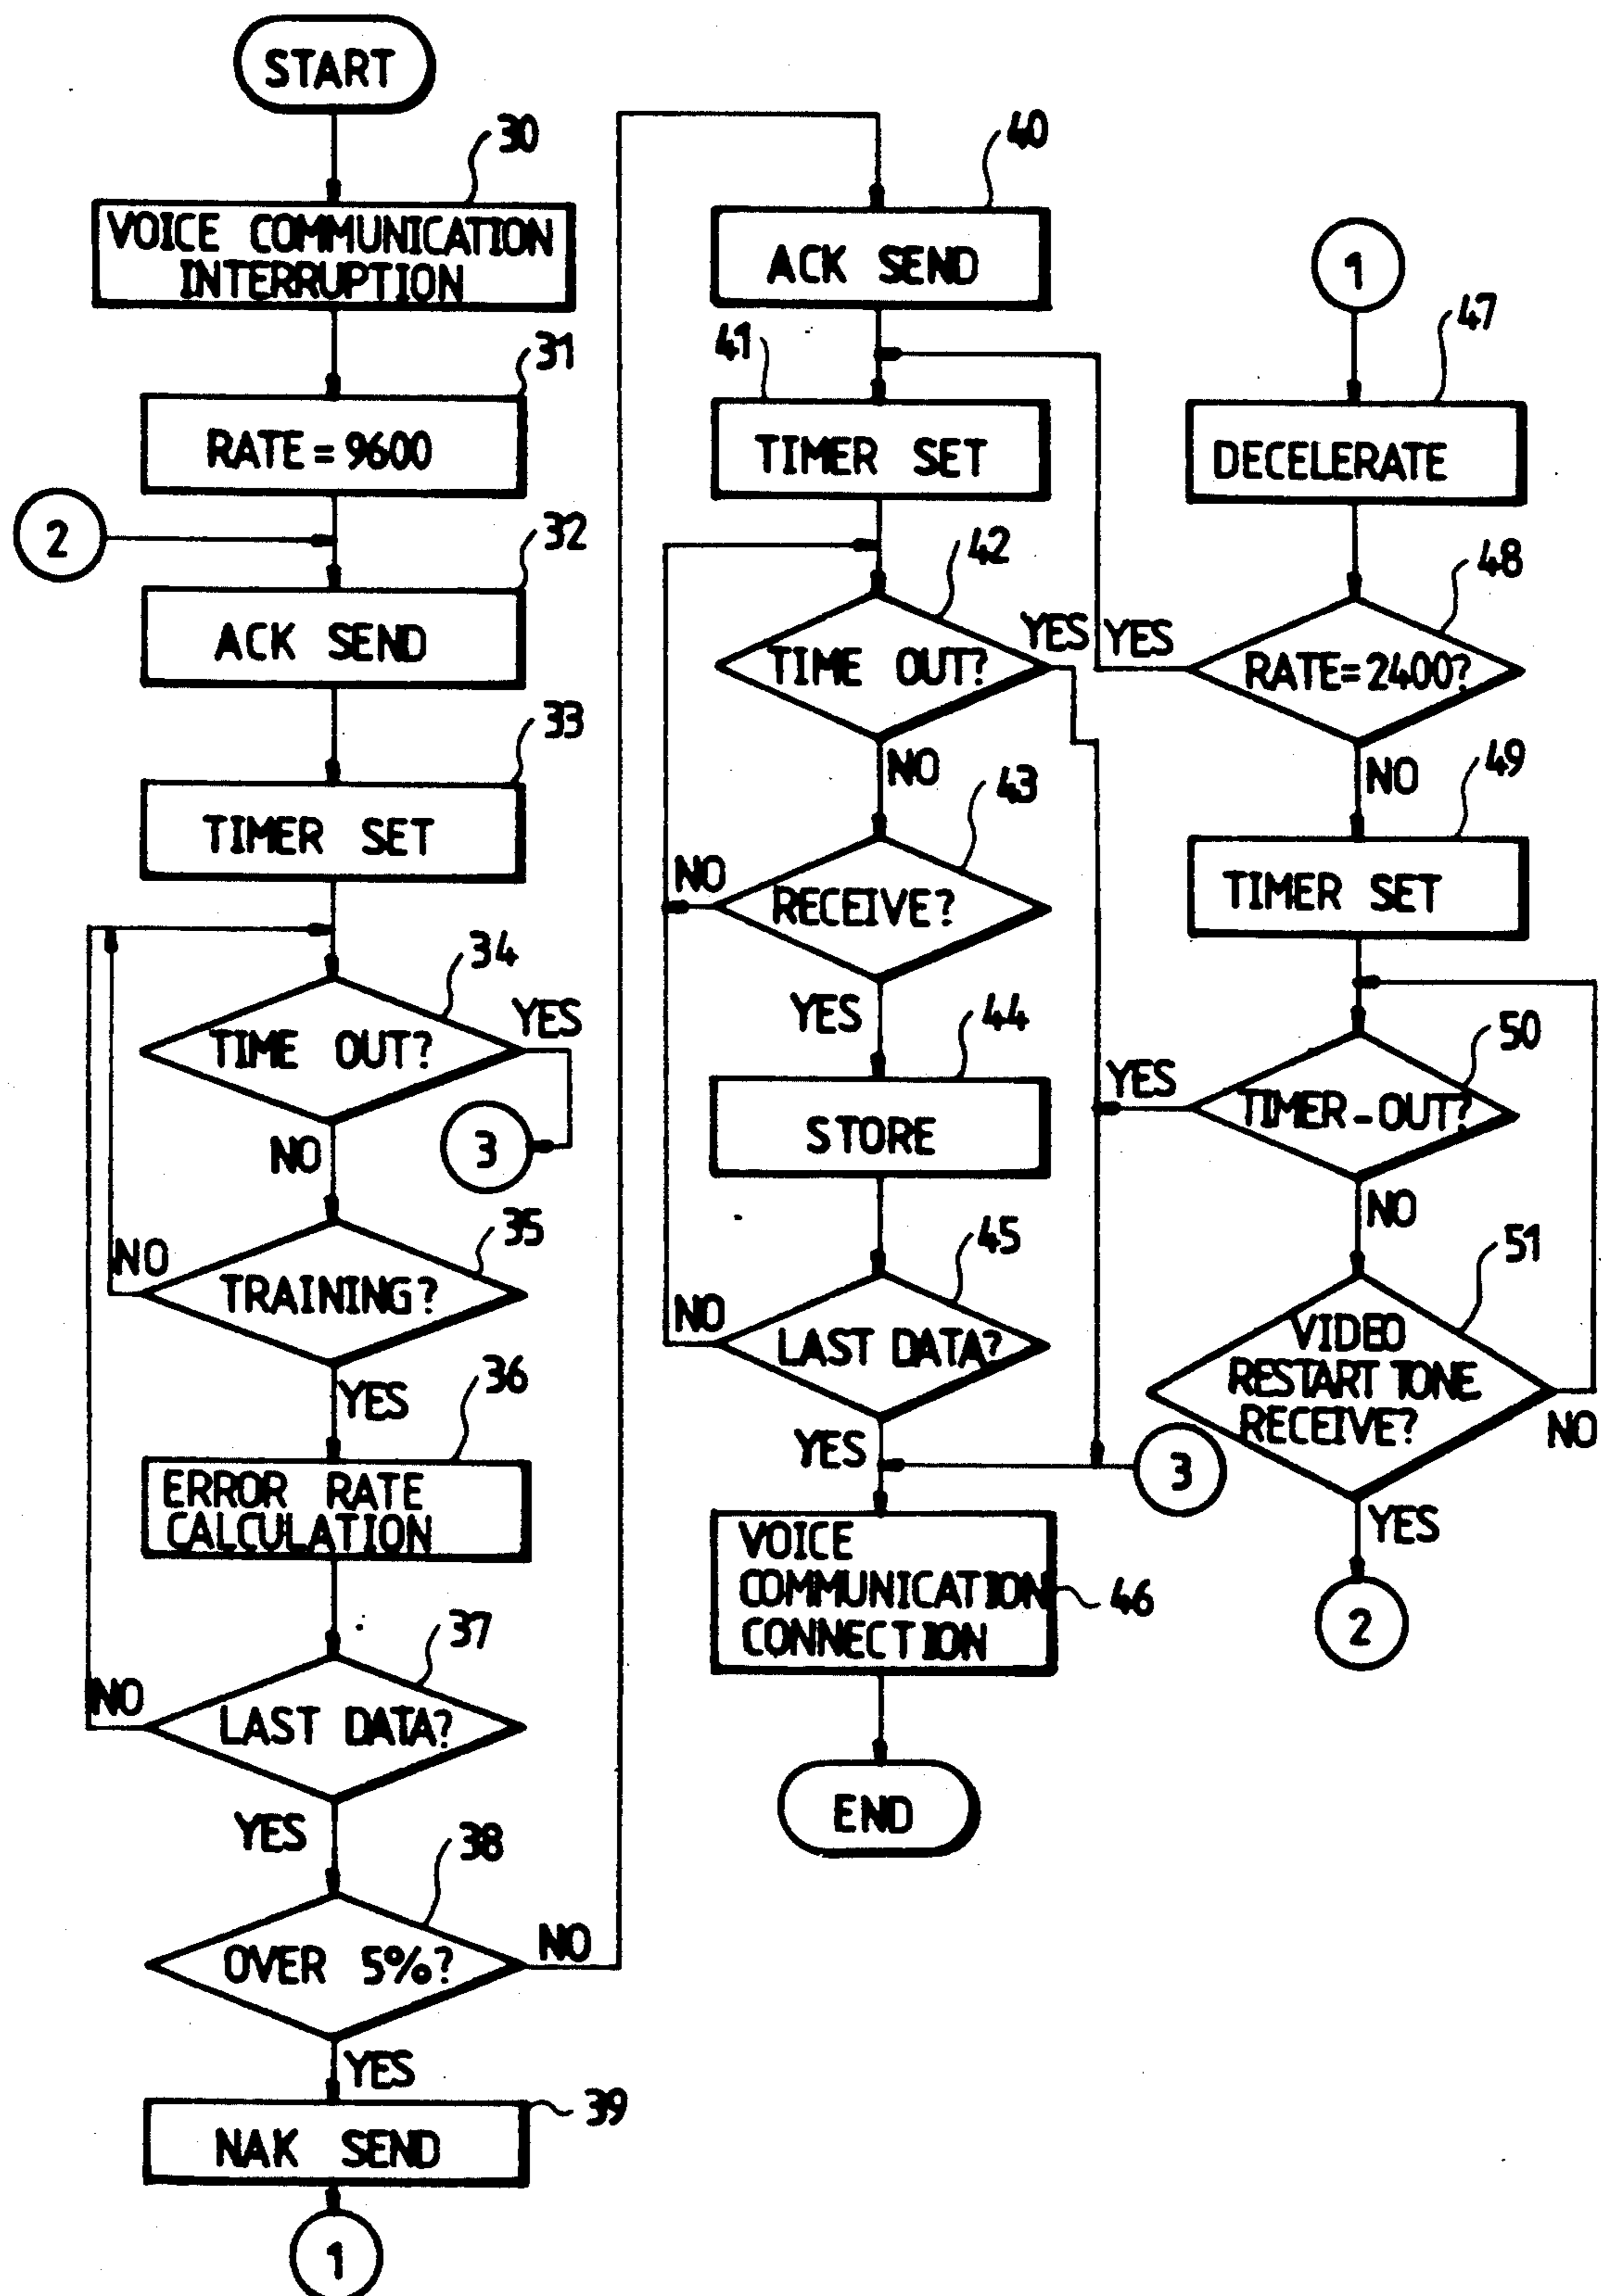 START
30
VOICE COMMUNICATION
INTERRUPTION
31
RATE = 9600
2
32
ACK SEND
33
TIMER SET
34
TIME OUT?
YES
3
NO
35
TRAINING?
NO
YES
36
ERROR RATE
CALCULATION
37
LAST DATA?
NO
YES
38
OVER 5%?
NO
YES
39
NAK SEND
1
40
ACK SEND
41
TIMER SET
42
TIME OUT?
YES
NO
43
RECEIVE?
NO
YES
44
STORE
45
LAST DATA?
NO
YES
3
VOICE
COMMUNICATION
CONNECTION
46
END
1
47
DECELERATE
48
RATE=2400?
YES
NO
49
TIMER SET
50
TIMER-OUT?
YES
NO
51
VIDEO
RESTART TONE
RECEIVE?
NO
YES
2